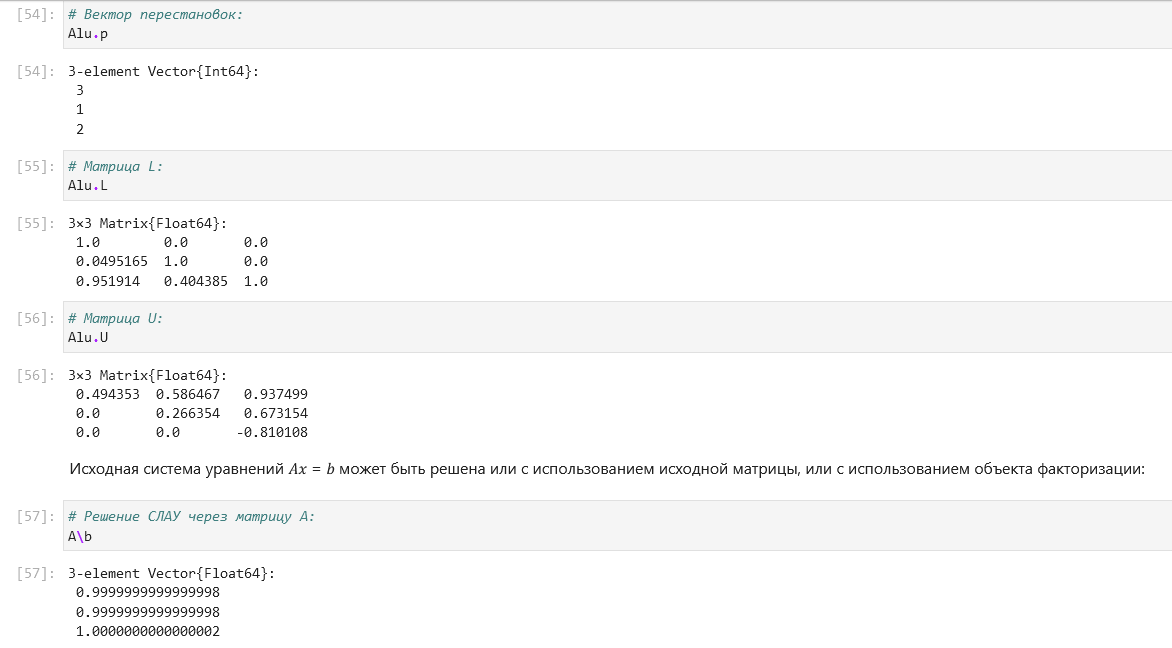 [54]: # Вектор перестановок:
Alu.p
[54]: 3-element Vector{Int64}:
3
1
2
[55]: # Матрица L:
Alu.L
[55]: 3×3 Matrix{Float64}:
1.0 0.0 0.0
0.0495165 1.0 0.0
0.951914 0.404385 1.0
[56]: # Матрица U:
Alu.U
[56]: 3×3 Matrix{Float64}:
0.494353 0.586467 0.937499
0.0 0.266354 0.673154
0.0 0.0 -0.810108
Исходная система уравнений Ax = b может быть решена или с использованием исходной матрицы, или с использованием объекта факторизации:
[57]: # Решение СЛАУ через матрицу A:
A\b
[57]: 3-element Vector{Float64}:
0.9999999999999998
0.9999999999999998
1.0000000000000002